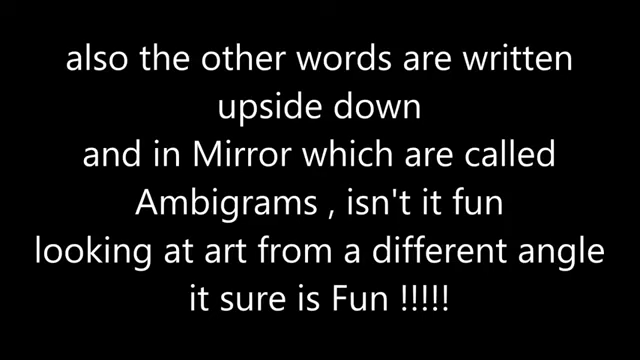 also the other words are written
upside down
and in Mirror which are called
Ambigrams , isn't it fun
looking at art from a different angle
it sure is Fun !!!!!